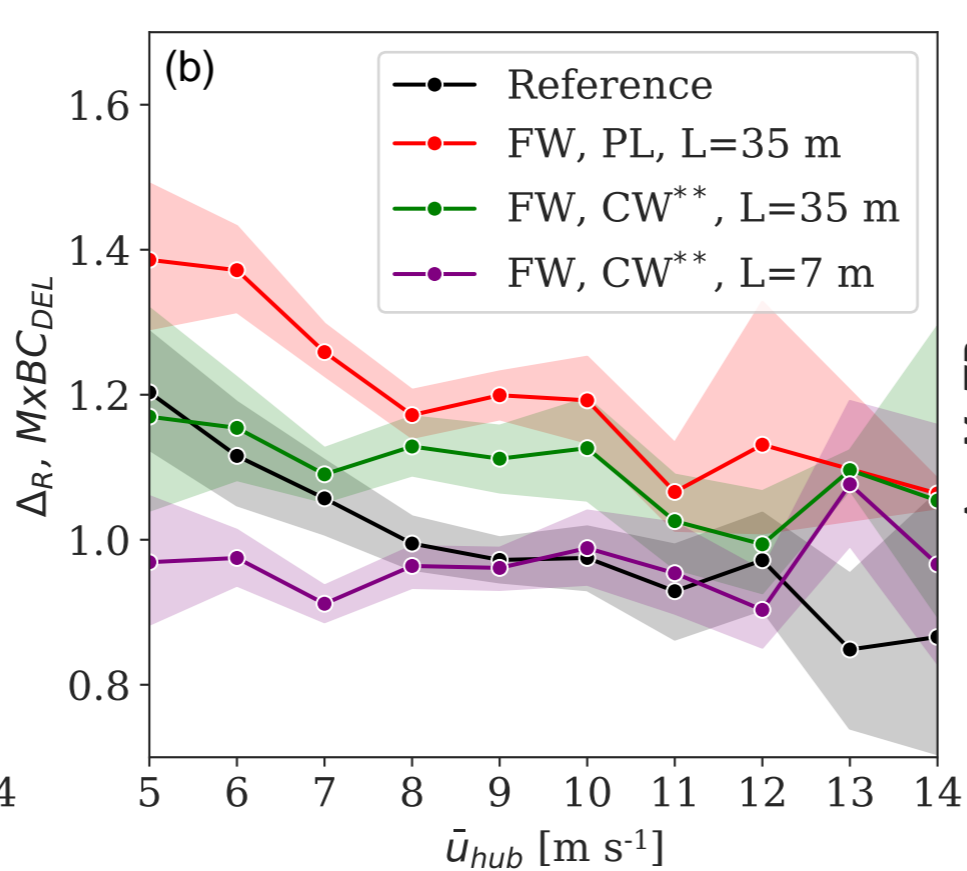 (b)
Reference
FW, PL, L=35 m
FW, CW**, L=35 m
FW, CW**, L=7 m
1.6
1.4
1.2
1.0
0.8
Δ_R, MxBC_DEL
4
5 6 7 8 9 10 11 12 13 14
ū_hub [m s⁻¹]